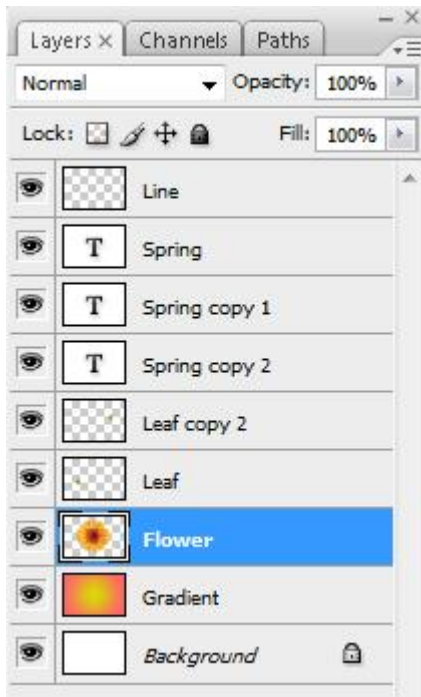 Layers × Channels Paths
Normal Opacity: 100%
Lock: Fill: 100%
Line
T Spring
T Spring copy 1
T Spring copy 2
Leaf copy 2
Leaf
Flower
Gradient
Background